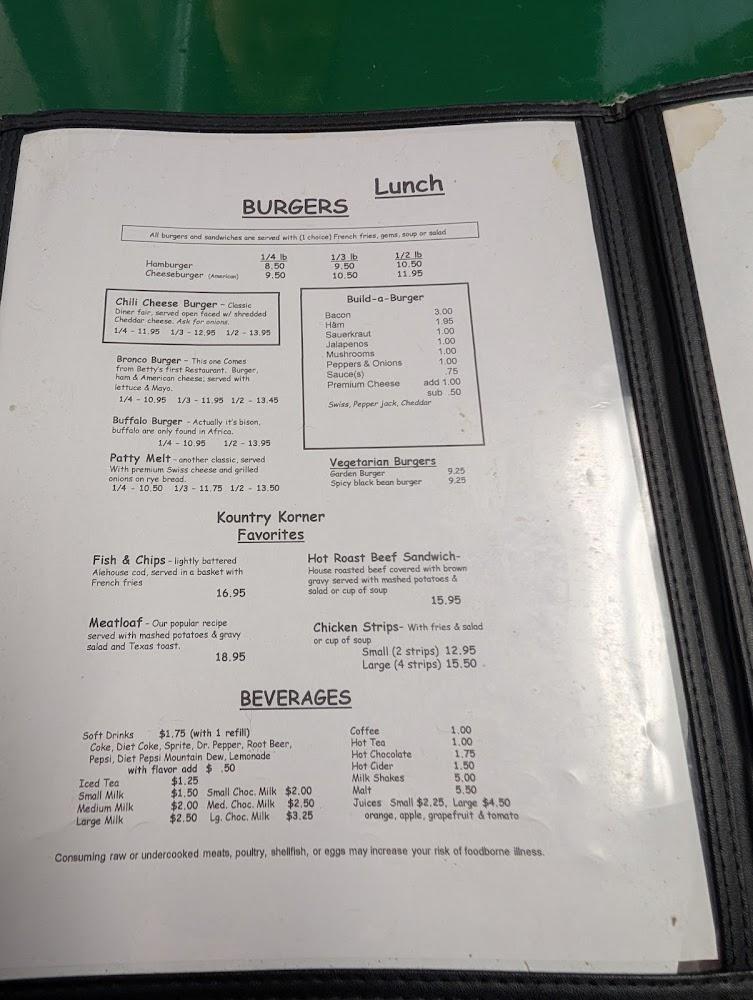 Lunch
BURGERS
All burgers and sandwiches are served with (1 choice) French fries, gems, soup or salad
1/4 lb 1/3 lb 1/2 lb
Hamburger 8.50 9.50 10.50
Cheeseburger (American) 9.50 10.50 11.95
Chili Cheese Burger - Classic
Diner fair, served open faced w/ shredded
Cheddar cheese. Ask for onions.
1/4 - 11.95 1/3 - 12.95 1/2 - 13.95
Bronco Burger - This one Comes
from Betty's first Restaurant. Burger,
ham & American cheese; served with
lettuce & Mayo.
1/4 - 10.95 1/3 - 11.95 1/2 - 13.45
Buffalo Burger - Actually it's bison,
buffalo are only found in Africa.
1/4 - 10.95 1/2 - 13.95
Patty Melt - another classic, served
With premium Swiss cheese and grilled
onions on rye bread.
1/4 - 10.50 1/3 - 11.75 1/2 - 13.50
Build-a-Burger
Bacon 3.00
Ham 1.95
Sauerkraut 1.00
Jalapenos 1.00
Mushrooms 1.00
Peppers & Onions 1.00
Sauce(s) .75
Premium Cheese add 1.00
sub .50
Swiss, Pepper jack, Cheddar
Vegetarian Burgers
Garden Burger 9.25
Spicy black bean burger 9.25
Kountry Korner
Favorites
Fish & Chips - lightly battered
Alehouse cod, served in a basket with
French fries
16.95
Meatloaf - Our popular recipe
served with mashed potatoes & gravy
salad and Texas toast.
18.95
Hot Roast Beef Sandwich-
House roasted beef covered with brown
gravy served with mashed potatoes &
salad or cup of soup
15.95
Chicken Strips- With fries & salad
or cup of soup
Small (2 strips) 12.95
Large (4 strips) 15.50
BEVERAGES
Soft Drinks $1.75 (with 1 refill)
Coke, Diet Coke, Sprite, Dr. Pepper, Root Beer,
Pepsi, Diet Pepsi Mountain Dew, Lemonade
with flavor add $ .50
Iced Tea $1.25
Small Milk $1.50 Small Choc. Milk $2.00
Medium Milk $2.00 Med. Choc. Milk $2.50
Large Milk $2.50 Lg. Choc. Milk $3.25
Coffee 1.00
Hot Tea 1.00
Hot Chocolate 1.75
Hot Cider 1.50
Milk Shakes 5.00
Malt 5.50
Juices Small $2.25, Large $4.50
orange, apple, grapefruit & tomato
Consuming raw or undercooked meats, poultry, shellfish, or eggs may increase your risk of foodborne illness.